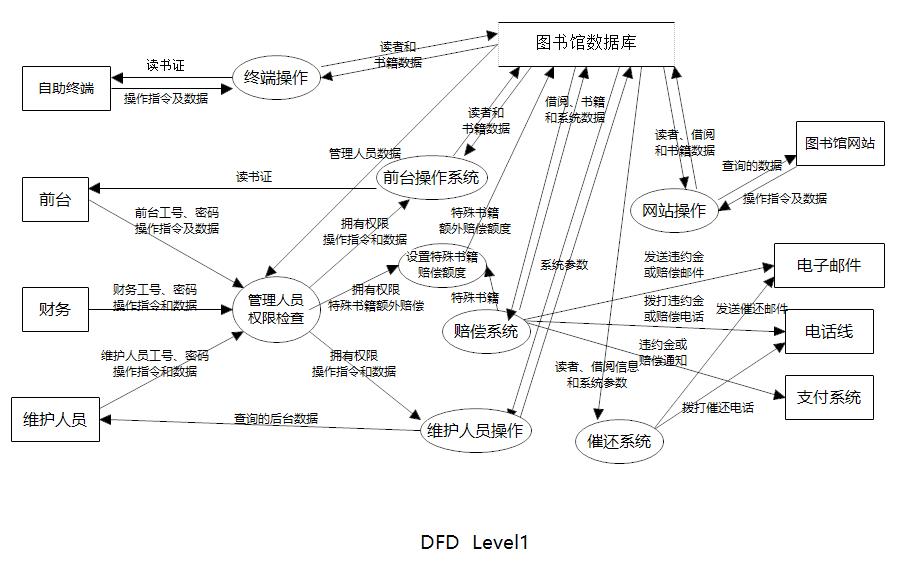 图书馆数据库
读者和
书籍数据
读书证
终端操作
自助终端
操作指令及数据
借阅、书籍
和系统数据
读者和
书籍数据
读者、借阅
和书籍数据
图书馆网站
管理人员数据
查询的数据
读书证
前台操作系统
前台
操作指令及数据
网站操作
前台工号、密码
操作指令及数据
拥有权限
操作指令和数据
特殊书籍
额外赔偿额度
设置特殊书籍
赔偿额度
系统参数
发送违约金
或赔偿邮件
电子邮件
财务工号、密码
操作指令和数据
财务
管理人员
权限检查
拥有权限
特殊书籍额外赔偿
特殊书籍
拨打违约金
或赔偿电话
发送催还邮件
赔偿系统
电话线
维护人员工号、密码
操作指令和数据
拥有权限
操作指令和数据
违约金或
赔偿通知
读者、借阅信息
和系统参数
支付系统
维护人员
查询的后台数据
维护人员操作
拨打催还电话
催还系统
DFD Level1